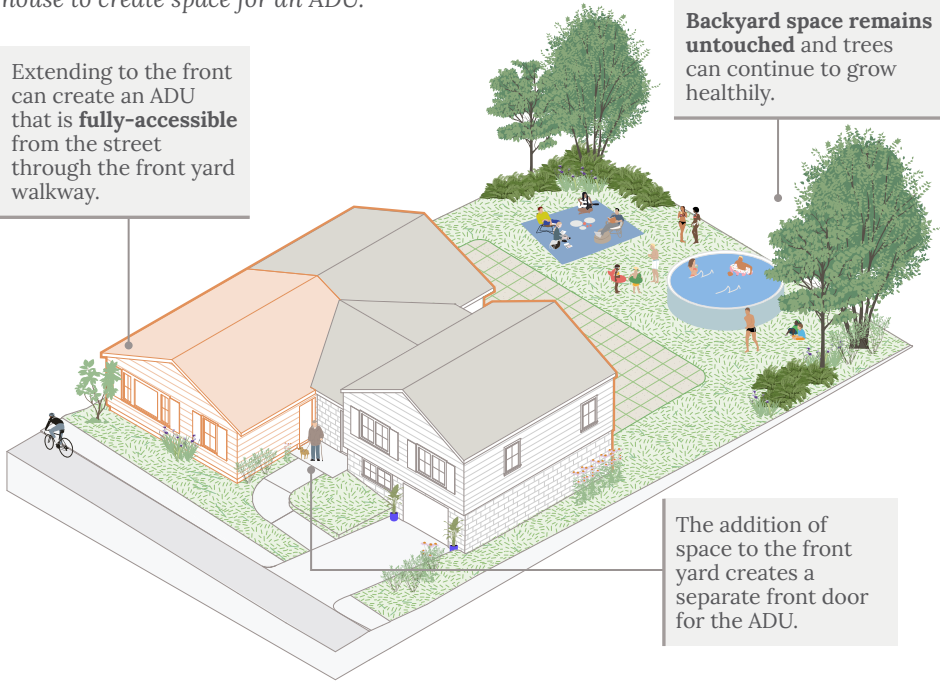 house to create space for an ADU.
Extending to the front
can create an ADU
that is fully-accessible
from the street
through the front yard
walkway.
Backyard space remains
untouched and trees
can continue to grow
healthily.
The addition of
space to the front
yard creates a
separate front door
for the ADU.